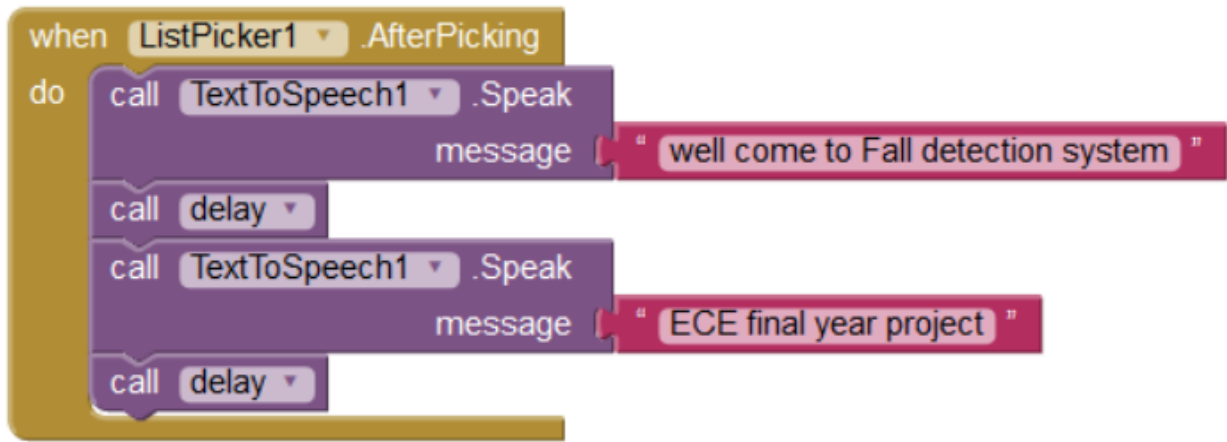 when ListPicker1 .AfterPicking
do call TextToSpeech1 .Speak
message " well come to Fall detection system "
call delay
call TextToSpeech1 .Speak
message " ECE final year project "
call delay